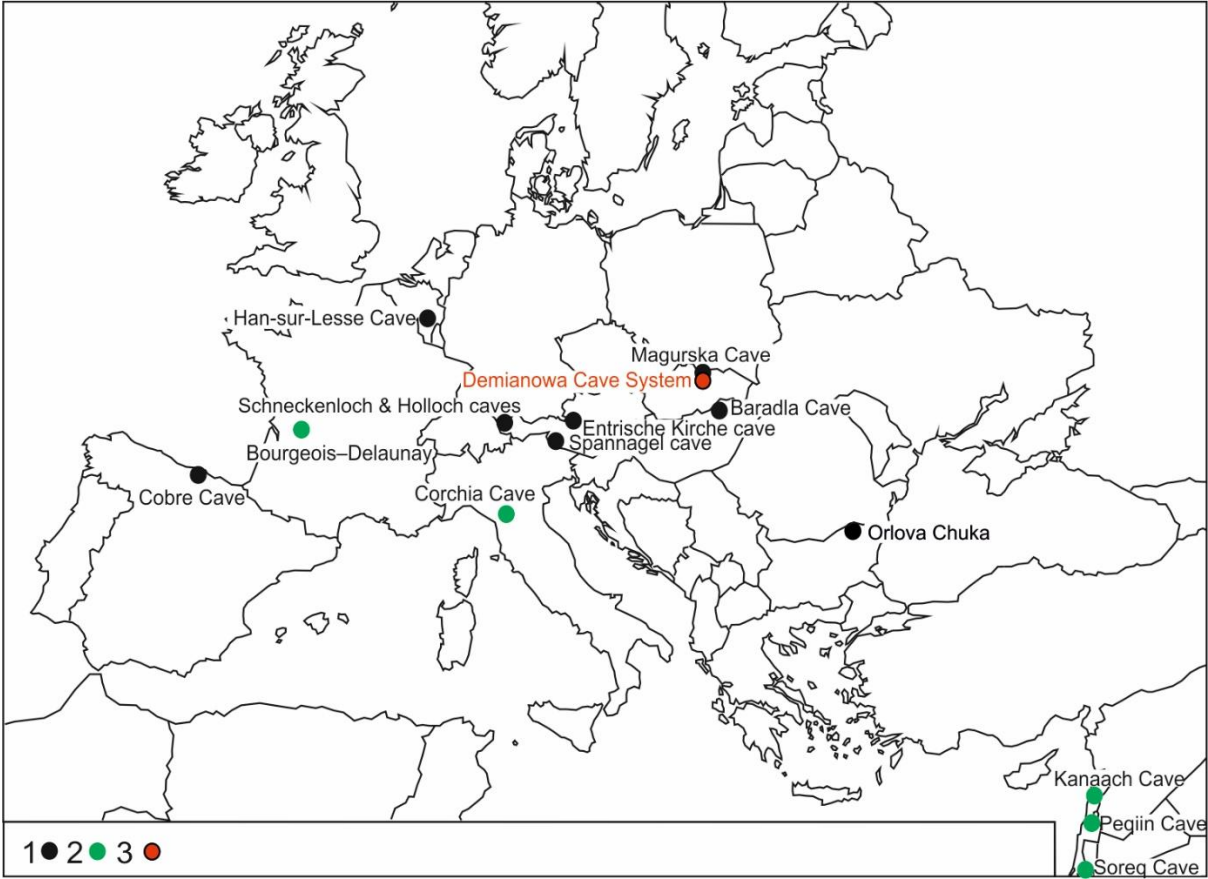 Han-sur-Lesse Cave
Magurska Cave
Demianowa Cave System
Schneckenloch & Holloch caves
Baradla Cave
Entrische Kirche cave
Spannagel cave
Bourgeois–Delaunay
Cobre Cave
Corchia Cave
Orlova Chuka
Kanaach Cave
Peqiin Cave
Soreq Cave
1 2 3